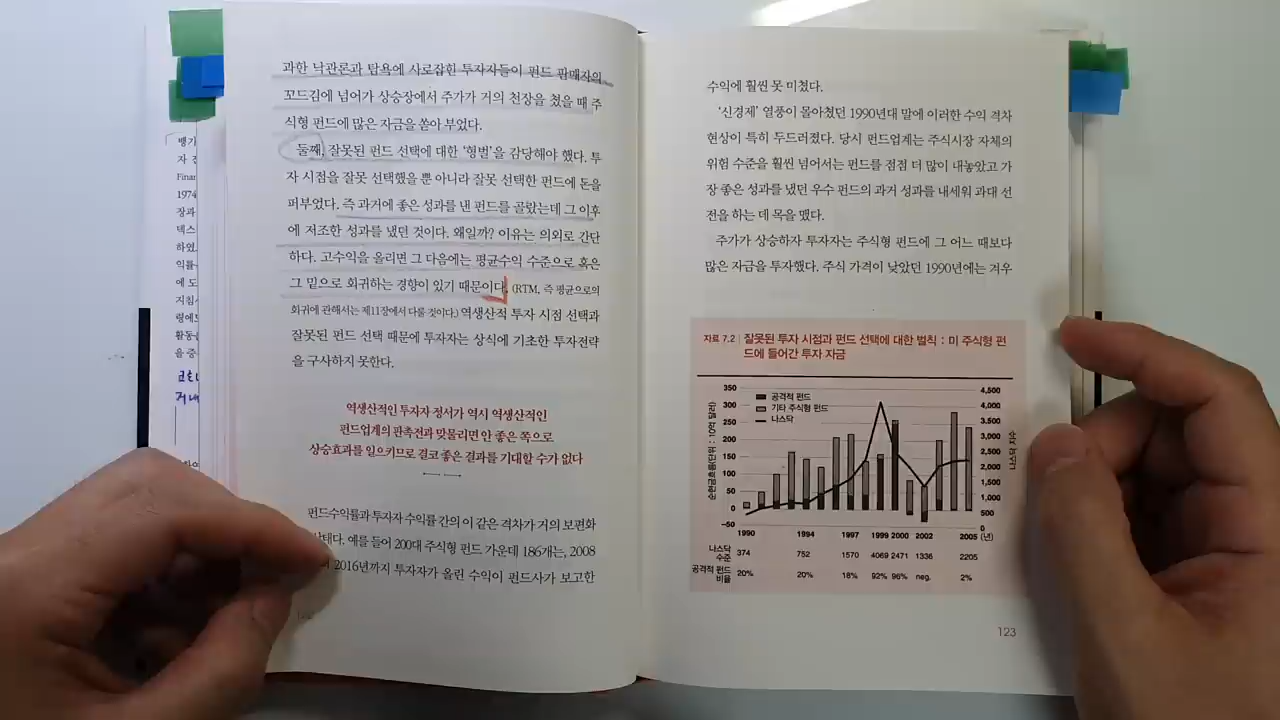 과한 낙관론과 탐욕에 사로잡힌 투자자들이 펀드 판매자의
꼬드김에 넘어가 상승장에서 주가가 거의 천장을 쳤을 때 주
식형 펀드에 많은 자금을 쏟아 부었다.
둘째, 잘못된 펀드 선택에 대한 '형벌'을 감당해야 했다. 투
자 시점을 잘못 선택했을 뿐 아니라 잘못 선택한 펀드에 돈을
퍼부었다. 즉 과거에 좋은 성과를 낸 펀드를 골랐는데 그 이후
에 저조한 성과를 냈던 것이다. 왜일까? 이유는 의외로 간단
하다. 고수익을 올리면 그 다음에는 평균수익 수준으로 혹은
그 밑으로 회귀하는 경향이 있기 때문이다. (RTM, 즉 평균으로의
회귀에 관해서는 제11장에서 다룰 것이다.) 역생산적 투자 시점 선택과
잘못된 펀드 선택 때문에 투자자는 상식에 기초한 투자전략
을 구사하지 못한다.
역생산적인 투자자 정서가 역시 역생산적인
펀드업계의 판촉전과 맞물리면 안 좋은 쪽으로
상승효과를 일으키므로 결코 좋은 결과를 기대할 수가 없다
펀드수익률과 투자자 수익률 간의 이 같은 격차가 거의 보편화
상태다. 예를 들어 200대 주식형 펀드 가운데 186개는, 2008
2016년까지 투자자가 올린 수익이 펀드사가 보고한
수익에 훨씬 못 미쳤다.
'신경제' 열풍이 몰아쳤던 1990년대 말에 이러한 수익 격차
현상이 특히 두드러졌다. 당시 펀드업계는 주식시장 자체의
위험 수준을 훨씬 넘어서는 펀드를 점점 더 많이 내놓았고 가
장 좋은 성과를 냈던 우수 펀드의 과거 성과를 내세워 과대 선
전을 하는 데 목을 맸다.
주가가 상승하자 투자자는 주식형 펀드에 그 어느 때보다
많은 자금을 투자했다. 주식 가격이 낮았던 1990년에는 겨우
자료 7.2 잘못된 투자 시점과 펀드 선택에 대한 벌칙 : 미 주식형 펀
드에 들어간 투자 자금
공격적 펀드
기타 주식형 펀드
나스닥
순현금흐름(단위 : 10억 달러)
350
300
250
200
150
100
50
0
-50
4,500
4,000
3,500
3,000
2,500
2,000
1,500
1,000
500
0
나스닥 지수
1990 1994 1997 1999 2000 2002 2005 (년)
나스닥 수준 374 752 1570 4069 2471 1336 2205
공격적 펀드 비율 20% 20% 18% 92% 96% neg. 2%
123